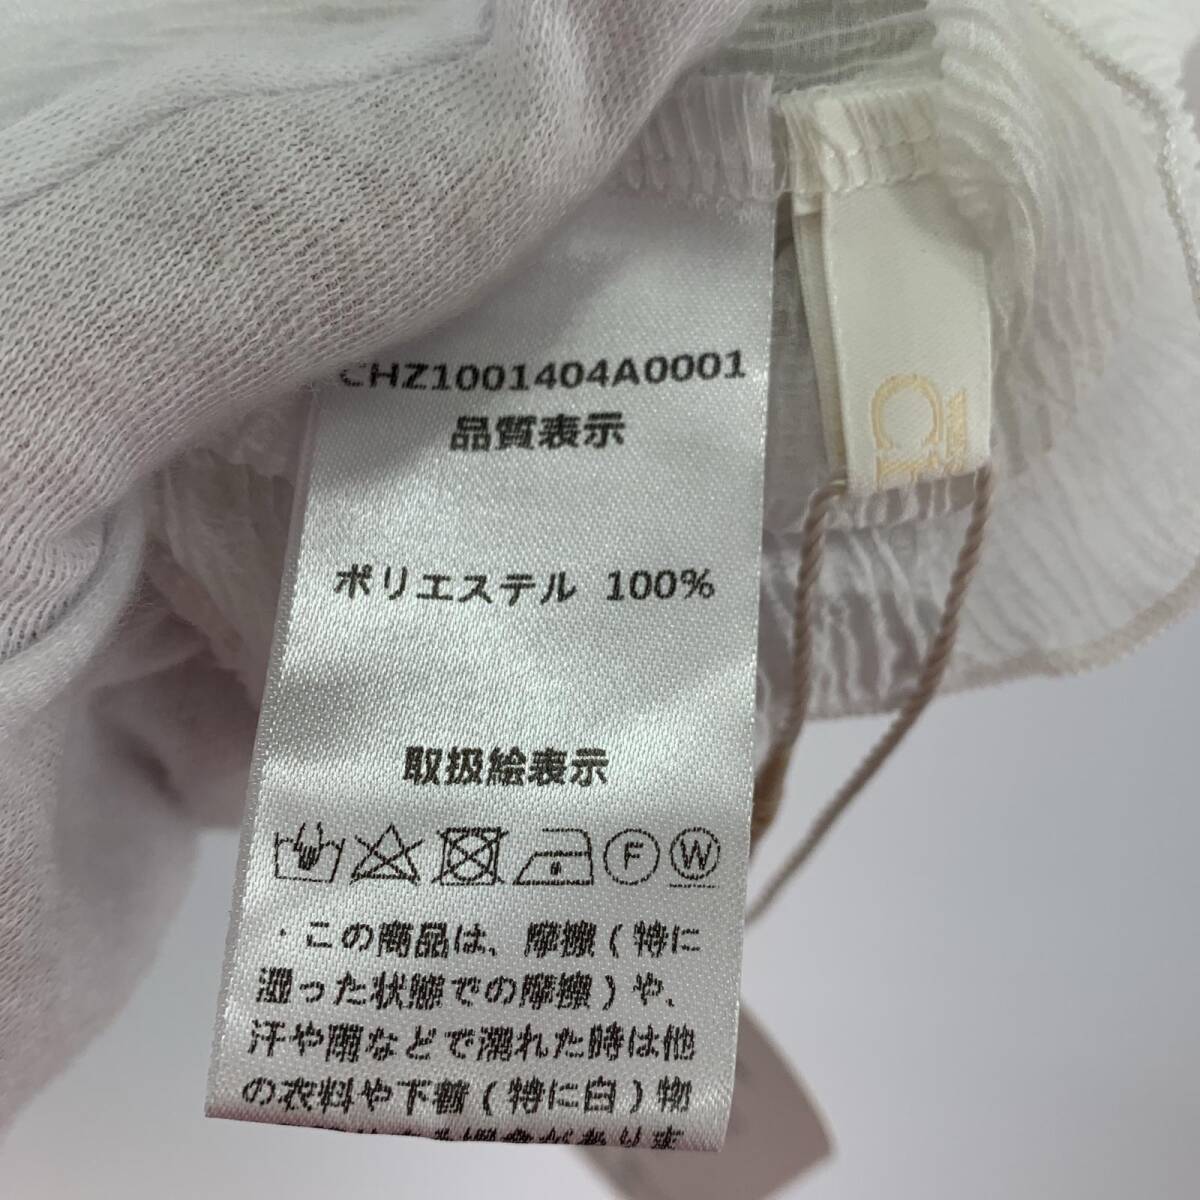 CHZ1001404A0001
品質表示
ポリエステル 100%
取扱絵表示
F W
・この商品は、摩擦(特に
湿った状態での摩擦)や、
汗や雨などで濡れた時は他
の衣料や下着(特に白)物